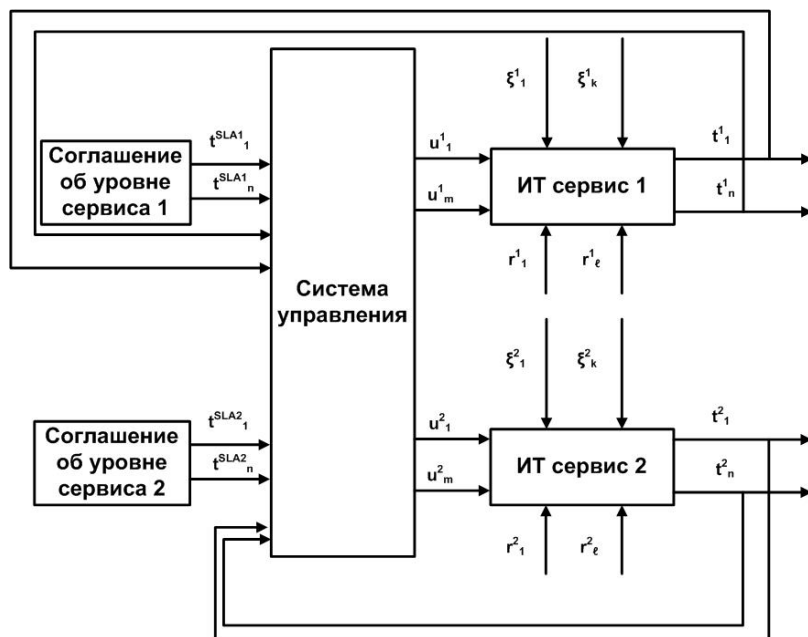 ξ¹₁
ξ¹ₖ
Соглашение
об уровне
сервиса 1
t^SLA1₁
t^SLA1ₙ
u¹₁
u¹ₘ
ИТ сервис 1
t¹₁
t¹ₙ
r¹₁
r¹ℓ
Система
управления
ξ²₁
ξ²ₖ
Соглашение
об уровне
сервиса 2
t^SLA2₁
t^SLA2ₙ
u²₁
u²ₘ
ИТ сервис 2
t²₁
t²ₙ
r²₁
r²ℓ